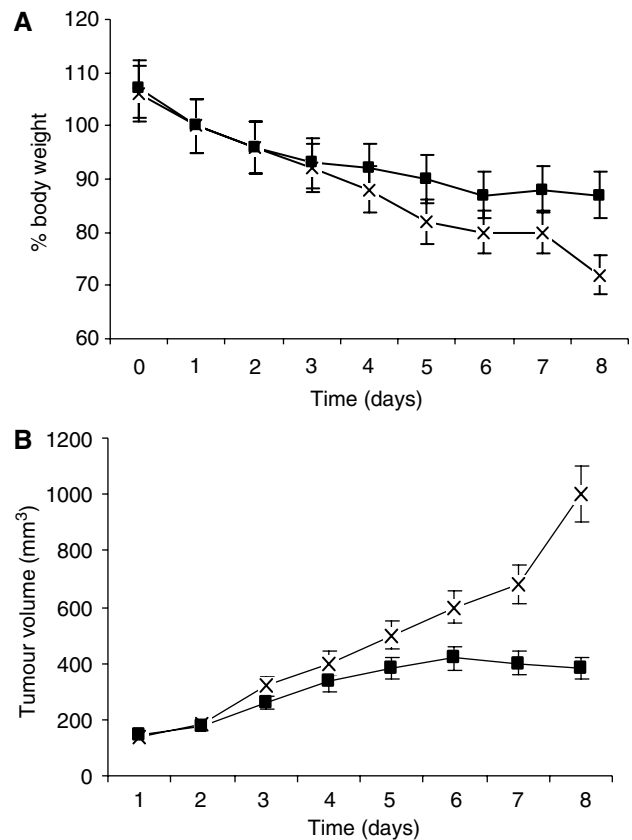 A
120
110
100
90
80
70
60
% body weight
0 1 2 3 4 5 6 7 8
Time (days)
B
1200
1000
800
600
400
200
0
Tumour volume (mm³)
1 2 3 4 5 6 7 8
Time (days)